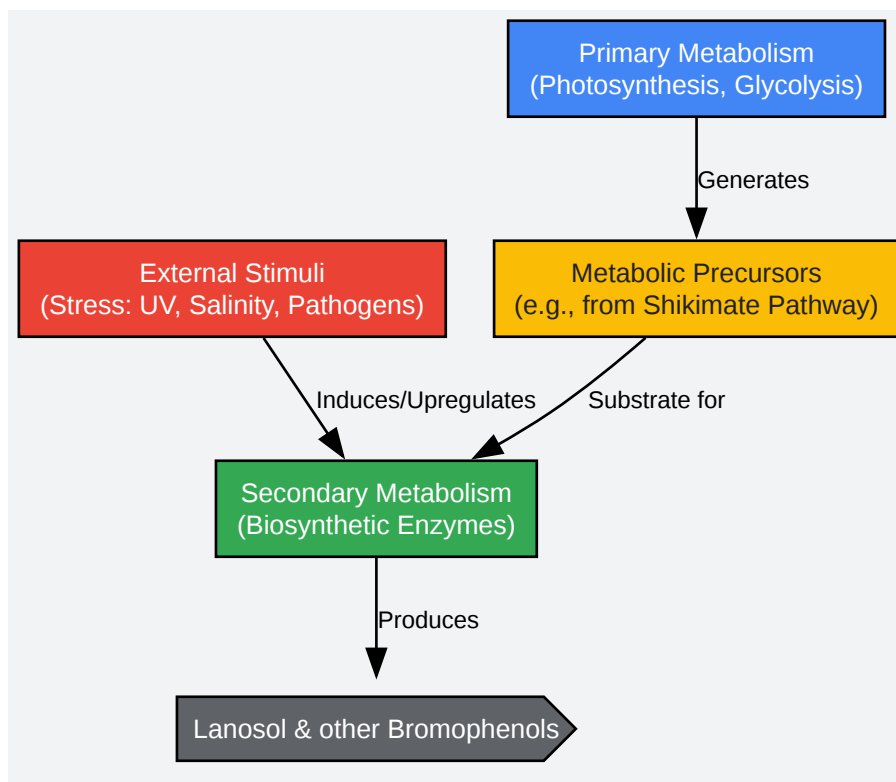 Primary Metabolism
(Photosynthesis, Glycolysis)
Generates
External Stimuli
(Stress: UV, Salinity, Pathogens)
Metabolic Precursors
(e.g., from Shikimate Pathway)
Induces/Upregulates
Substrate for
Secondary Metabolism
(Biosynthetic Enzymes)
Produces
Lanosol & other Bromophenols